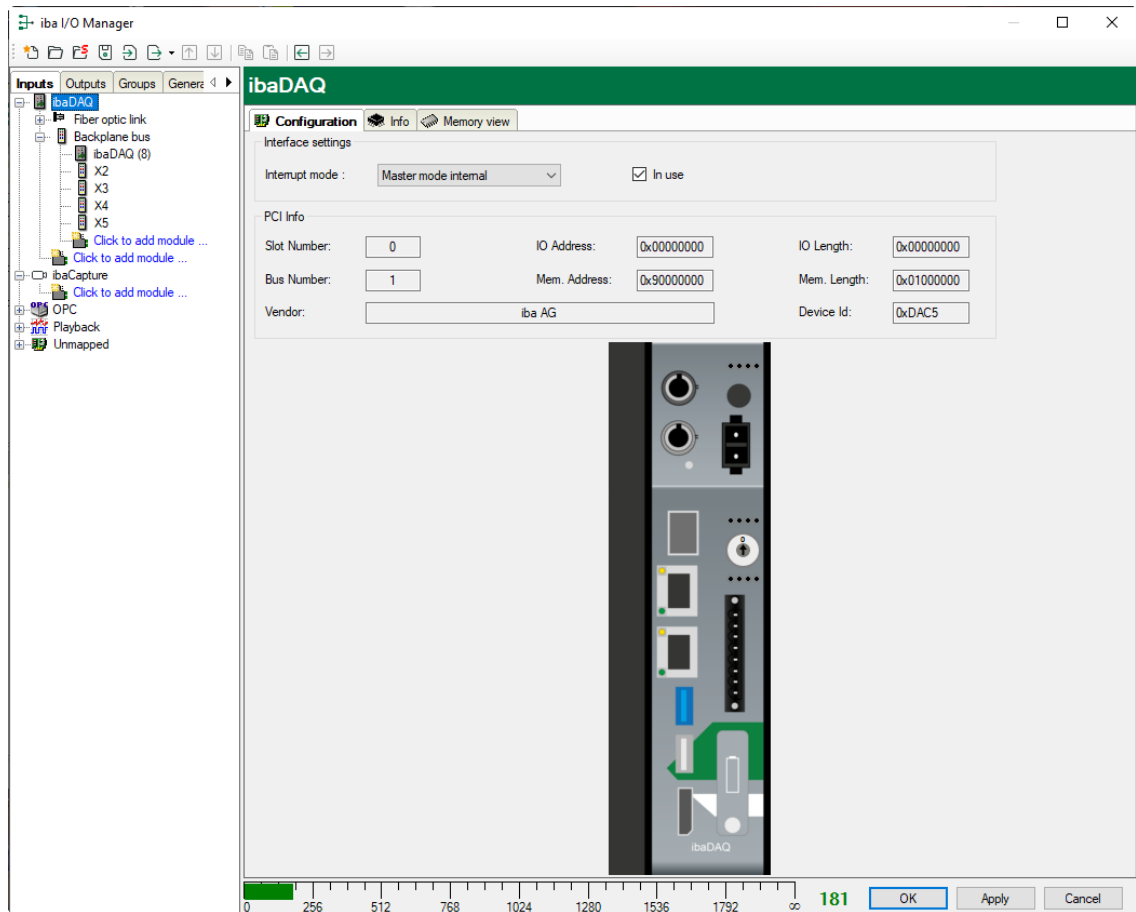 iba I/O Manager
Inputs Outputs Groups Genera
ibaDAQ
ibaDAQ
Fiber optic link
Backplane bus
ibaDAQ (8)
X2
X3
X4
X5
Click to add module ...
Click to add module ...
ibaCapture
Click to add module ...
OPC OPC
Playback
Unmapped
Configuration Info Memory view
Interface settings
Interrupt mode : Master mode internal In use
PCI Info
Slot Number: 0 IO Address: 0x00000000 IO Length: 0x00000000
Bus Number: 1 Mem. Address: 0x90000000 Mem. Length: 0x01000000
Vendor: iba AG Device Id: 0xDAC5
0
ibaDAQ
0 256 512 768 1024 1280 1536 1792 ∞ 181 OK Apply Cancel